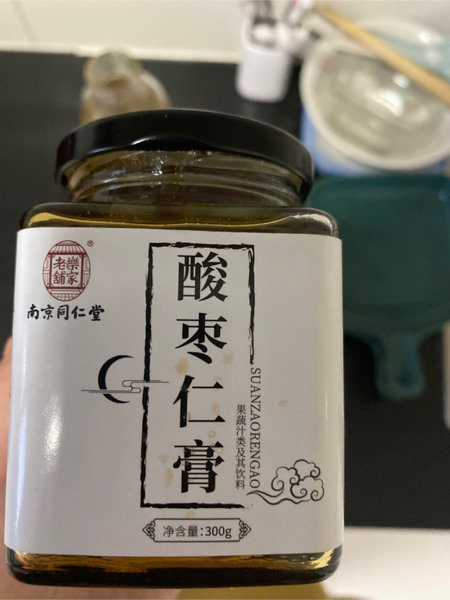 老樂
舖家
®
南京同仁堂
酸枣仁膏
SUANZAORENGAO
果蔬汁类及其饮料
净含量:300g